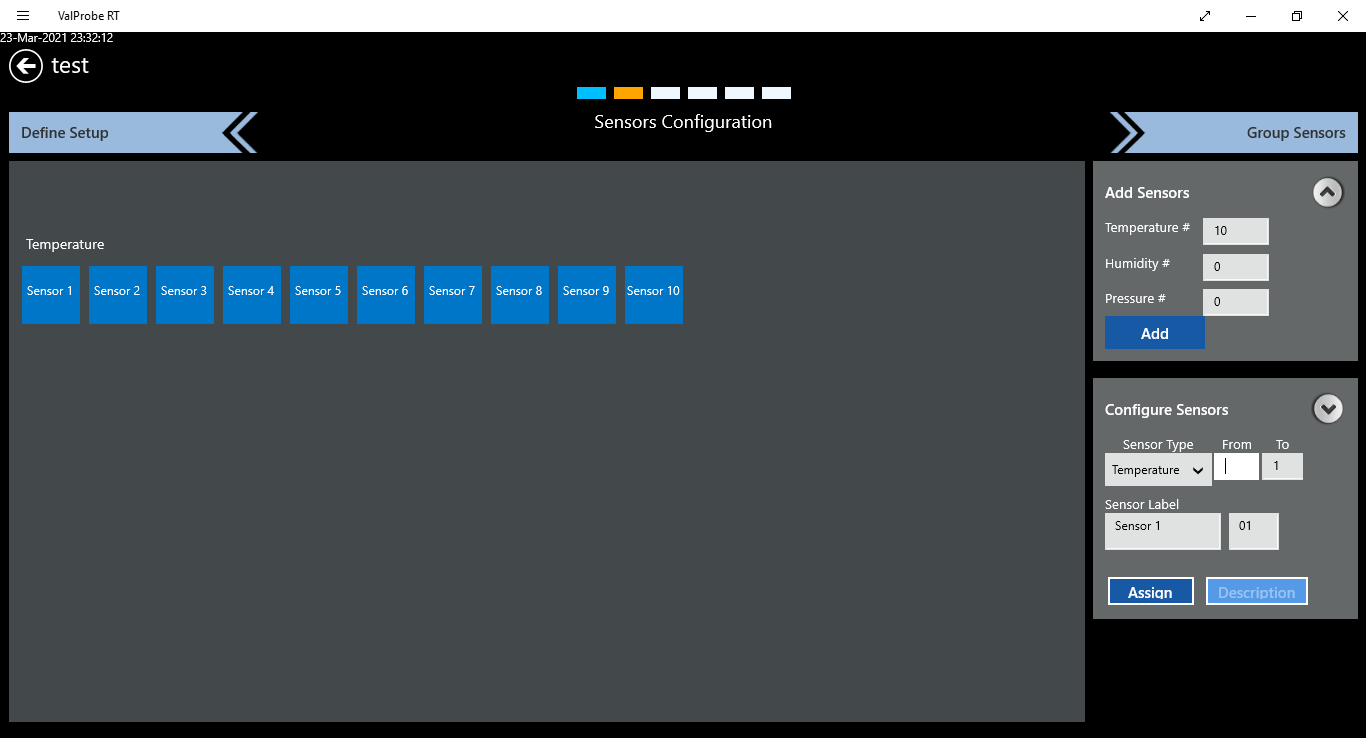 ValProbe RT
23-Mar-2021 23:32:12
test
Define Setup
Sensors Configuration
Group Sensors
Temperature
Sensor 1 Sensor 2 Sensor 3 Sensor 4 Sensor 5 Sensor 6 Sensor 7 Sensor 8 Sensor 9 Sensor 10
Add Sensors
Temperature # 10
Humidity # 0
Pressure # 0
Add
Configure Sensors
Sensor Type From To
Temperature 1
Sensor Label
Sensor 1 01
Assign Description